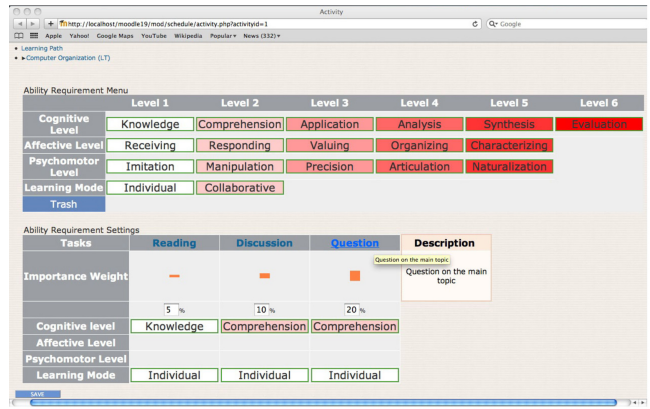 Activity
http://localhost/moodle19/mod/schedule/activity.php?activityid=1
Google
Apple Yahoo! Google Maps YouTube Wikipedia Popular News (332)
Learning Path
Computer Organization (LT)
Ability Requirement Menu
Level 1 Level 2 Level 3 Level 4 Level 5 Level 6
Cognitive Level Knowledge Comprehension Application Analysis Synthesis Evaluation
Affective Level Receiving Responding Valuing Organizing Characterizing
Psychomotor Level Imitation Manipulation Precision Articulation Naturalization
Learning Mode Individual Collaborative
Trash
Ability Requirement Settings
Tasks Reading Discussion Question Description
Question on the main topic
Importance Weight
Question on the main
topic
5 % 10 % 20 %
Cognitive level Knowledge Comprehension Comprehension
Affective Level
Psychomotor Level
Learning Mode Individual Individual Individual
SAVE